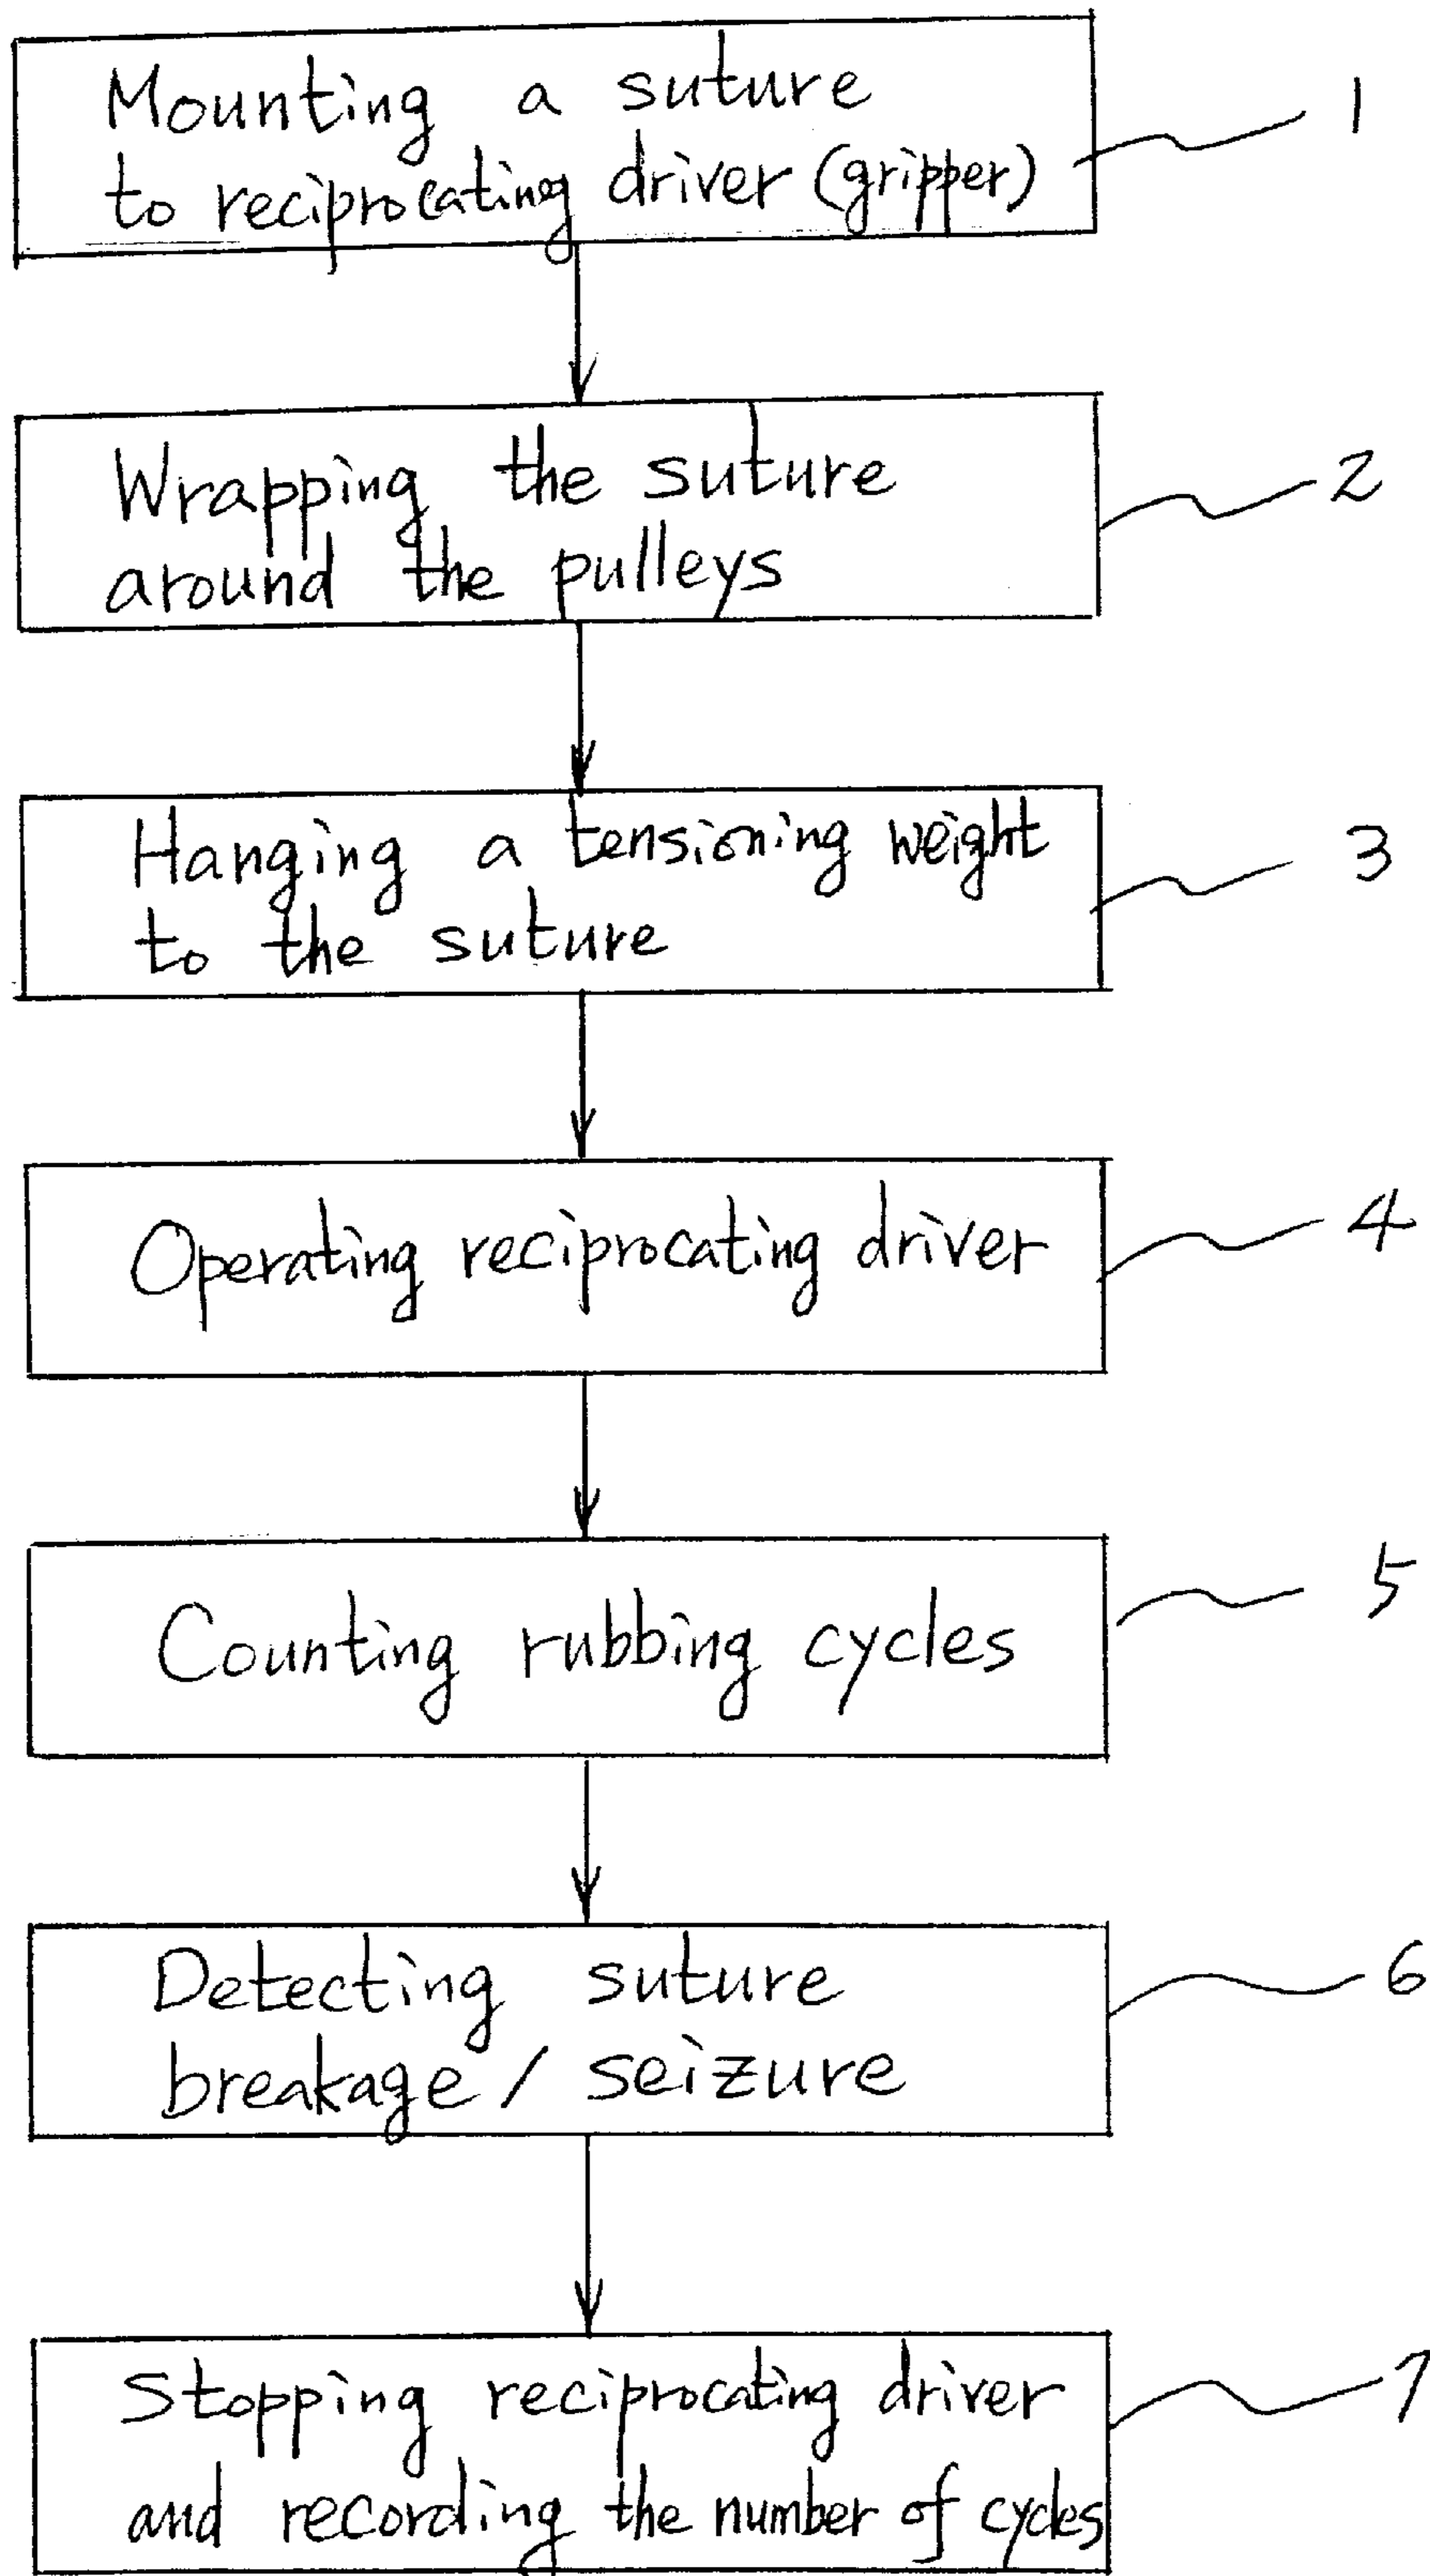 Mounting a suture
to reciprocating driver (gripper)
1
Wrapping the suture
around the pulleys
2
Hanging a tensioning weight
to the suture
3
Operating reciprocating driver
4
Counting rubbing cycles
5
Detecting suture
breakage / seizure
6
Stopping reciprocating driver
and recording the number of cycles
7